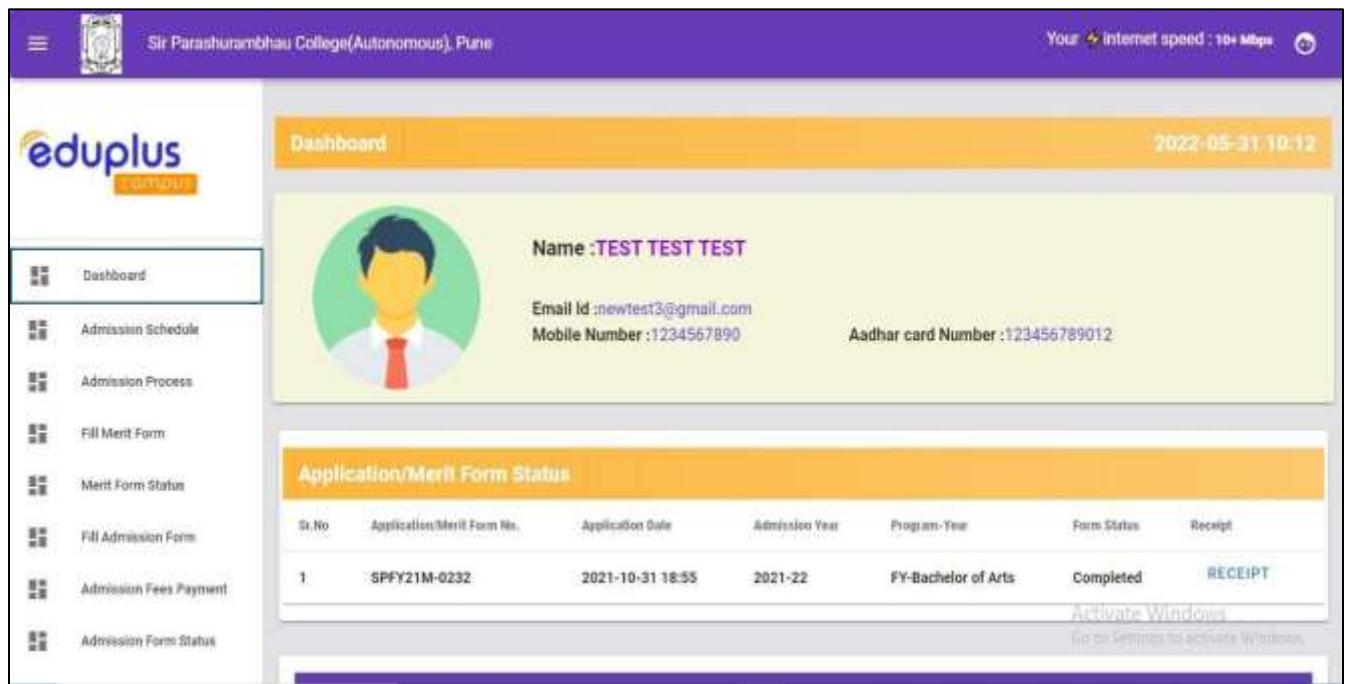 Sir Parashurambhau College(Autonomous), Pune
Your internet speed : 10+ Mbps
eduplus
campus
Dashboard 2022-05-31 10:12
Name :TEST TEST TEST
Email Id :newtest3@gmail.com
Mobile Number :1234567890 Aadhar card Number :123456789012
Dashboard
Admission Schedule
Admission Process
Fill Merit Form
Merit Form Status
Fill Admission Form
Admission Fees Payment
Admission Form Status
Application/Merit Form Status
Sr.No Application/Merit Form No. Application Date Admission Year Program-Year Form Status Receipt
1 SPFY21M-0232 2021-10-31 18:55 2021-22 FY-Bachelor of Arts Completed RECEIPT
Activate Windows
Go to Settings to activate Windows.